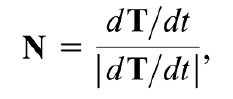 N = dT/dt / |dT/dt|,